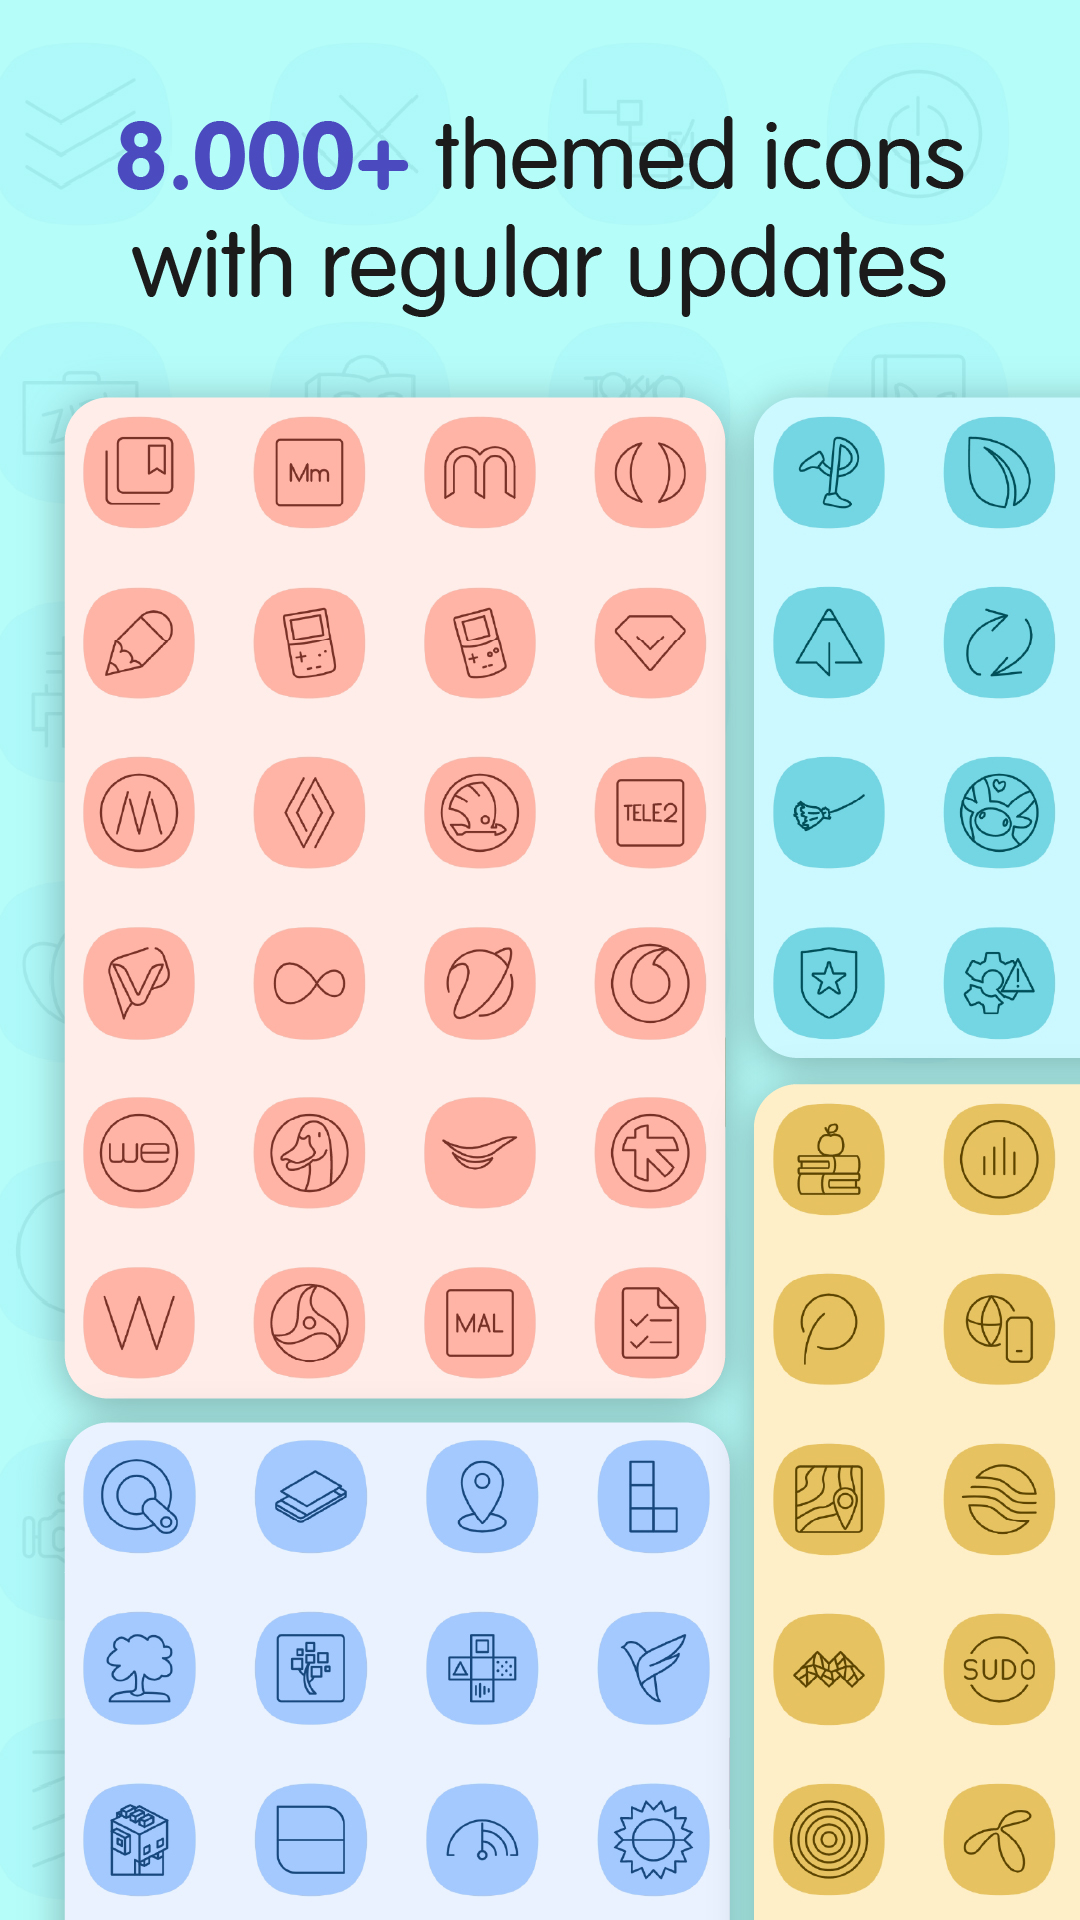 8.000+ themed icons
with regular updates
Mm
TELE2
we
MAL
SUDO